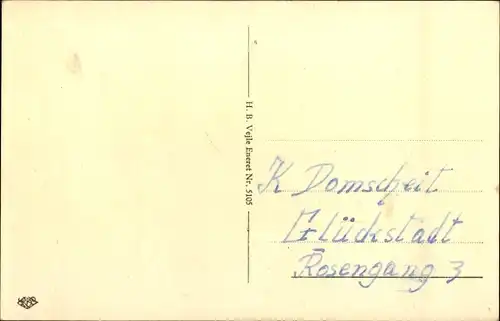 H. B. Vejle Eneret Nr. 5105
K Domscheit
Glückstadt
Rosengang 3